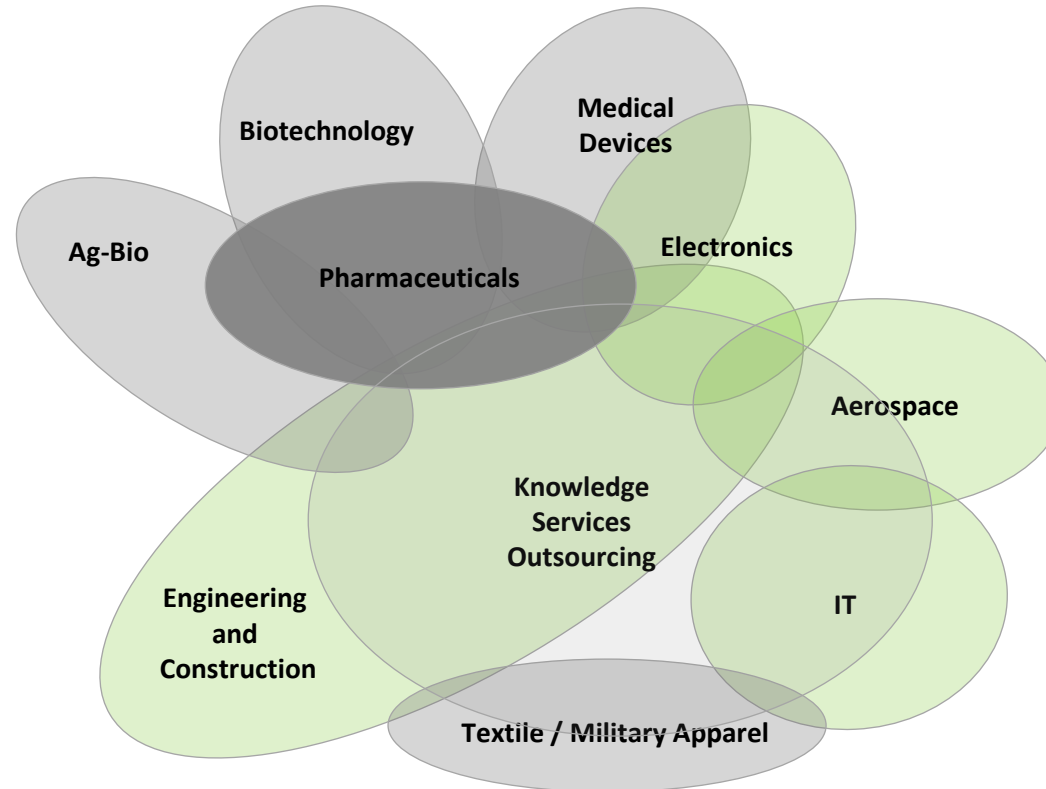 Biotechnology
Medical
Devices
Ag-Bio
Pharmaceuticals
Electronics
Aerospace
Knowledge
Services
Outsourcing
Engineering
and
Construction
IT
Textile / Military Apparel